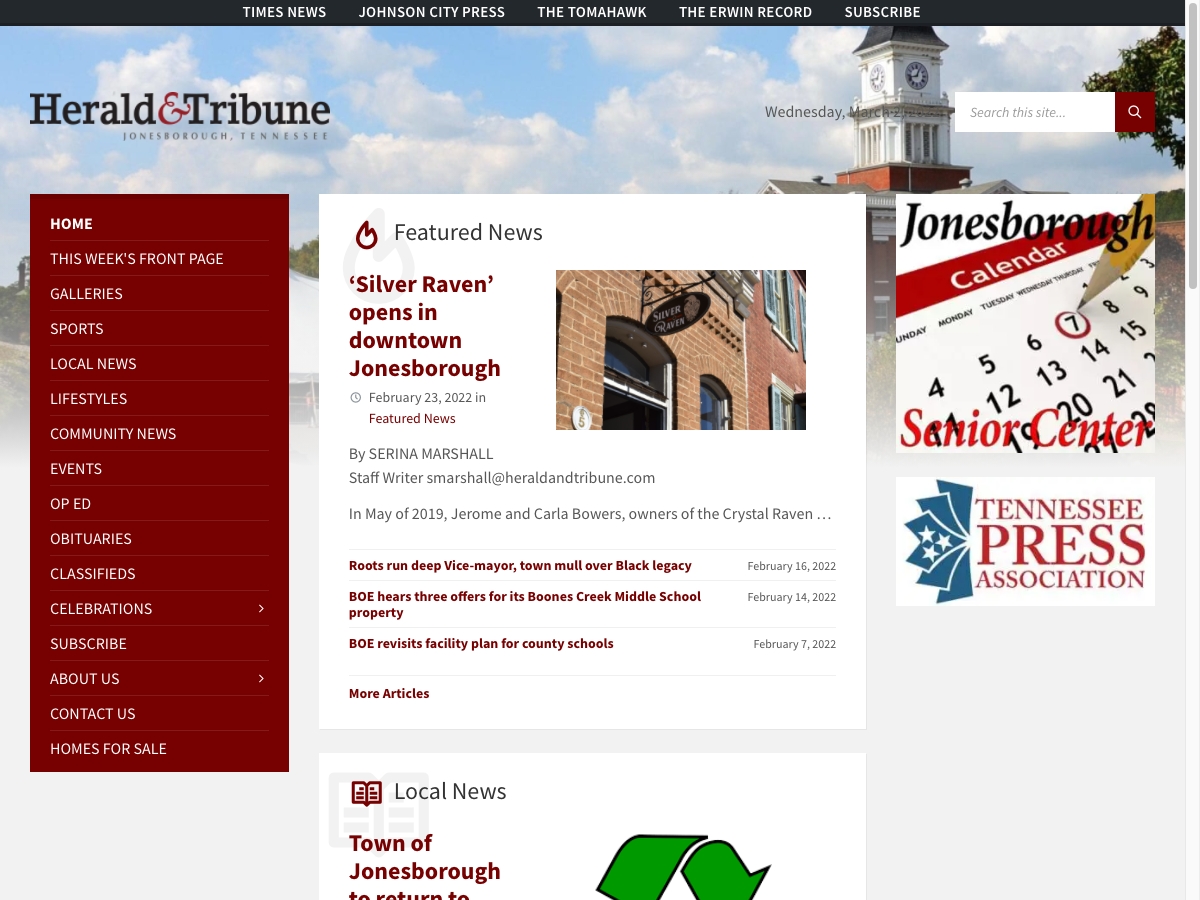 TIMES NEWS JOHNSON CITY PRESS THE TOMAHAWK THE ERWIN RECORD SUBSCRIBE
Herald&Tribune
JONESBOROUGH, TENNESSEE
Wednesday, March
Search this site...
HOME
THIS WEEK'S FRONT PAGE
GALLERIES
SPORTS
LOCAL NEWS
LIFESTYLES
COMMUNITY NEWS
EVENTS
OP ED
OBITUARIES
CLASSIFIEDS
CELEBRATIONS
SUBSCRIBE
ABOUT US
CONTACT US
HOMES FOR SALE
Featured News
‘Silver Raven’
opens in
downtown
Jonesborough
February 23, 2022 in
Featured News
SILVER
RAVEN
By SERINA MARSHALL
Staff Writer smarshall@heraldandtribune.com
In May of 2019, Jerome and Carla Bowers, owners of the Crystal Raven …
Roots run deep Vice-mayor, town mull over Black legacy February 16, 2022
BOE hears three offers for its Boones Creek Middle School
property
February 14, 2022
BOE revisits facility plan for county schools February 7, 2022
More Articles
Local News
Town of
Jonesborough
to return to
Jonesborough
Calendar
UNDAY MONDAY TUESDAY WEDNESDAY THURSDAY
1 2 3
4 5 6 7 8 9
12 13 14 15
20 21
Senior Center
TENNESSEE
PRESS
ASSOCIATION